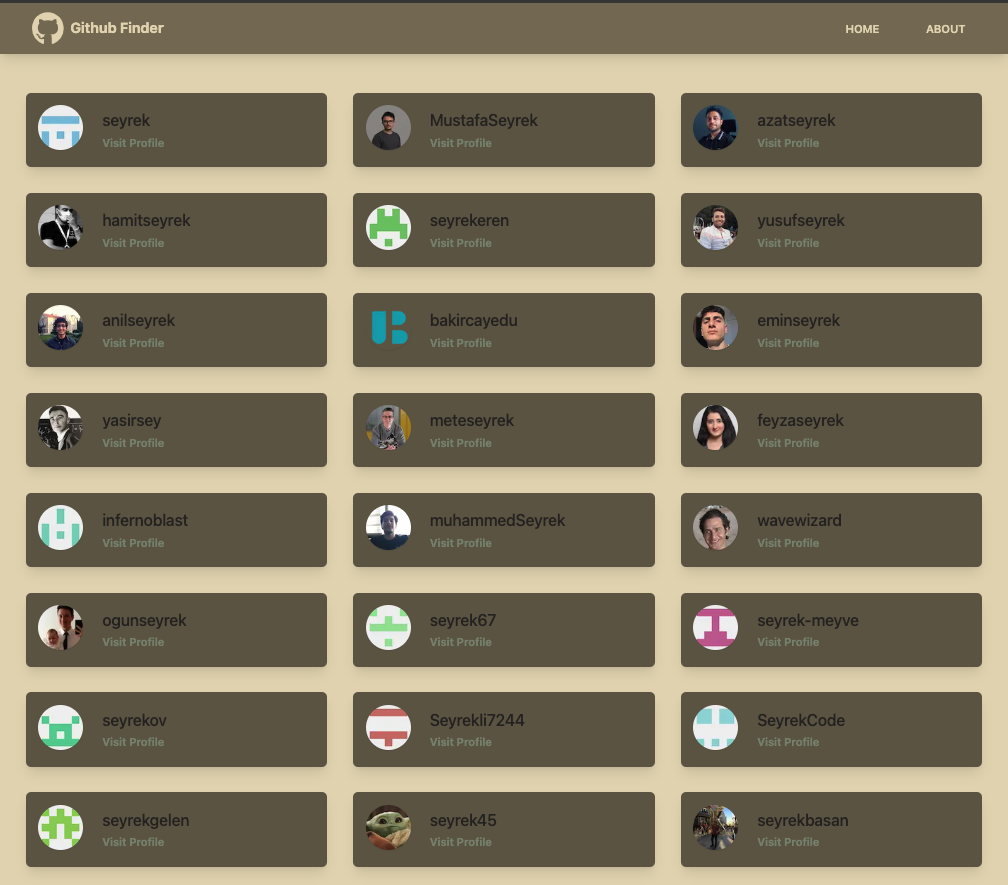 Github Finder
HOME
ABOUT
seyrek
Visit Profile
MustafaSeyrek
Visit Profile
azatseyrek
Visit Profile
hamitseyrek
Visit Profile
seyrekeren
Visit Profile
yusufseyrek
Visit Profile
anilseyrek
Visit Profile
bakircayedu
Visit Profile
eminseyrek
Visit Profile
yasirsey
Visit Profile
meteseyrek
Visit Profile
feyzaseyrek
Visit Profile
infernoblast
Visit Profile
muhammedSeyrek
Visit Profile
wavewizard
Visit Profile
ogunseyrek
Visit Profile
seyrek67
Visit Profile
seyrek-meyve
Visit Profile
seyrekov
Visit Profile
Seyrekli7244
Visit Profile
SeyrekCode
Visit Profile
seyrekgelen
Visit Profile
seyrek45
Visit Profile
seyrekbasan
Visit Profile